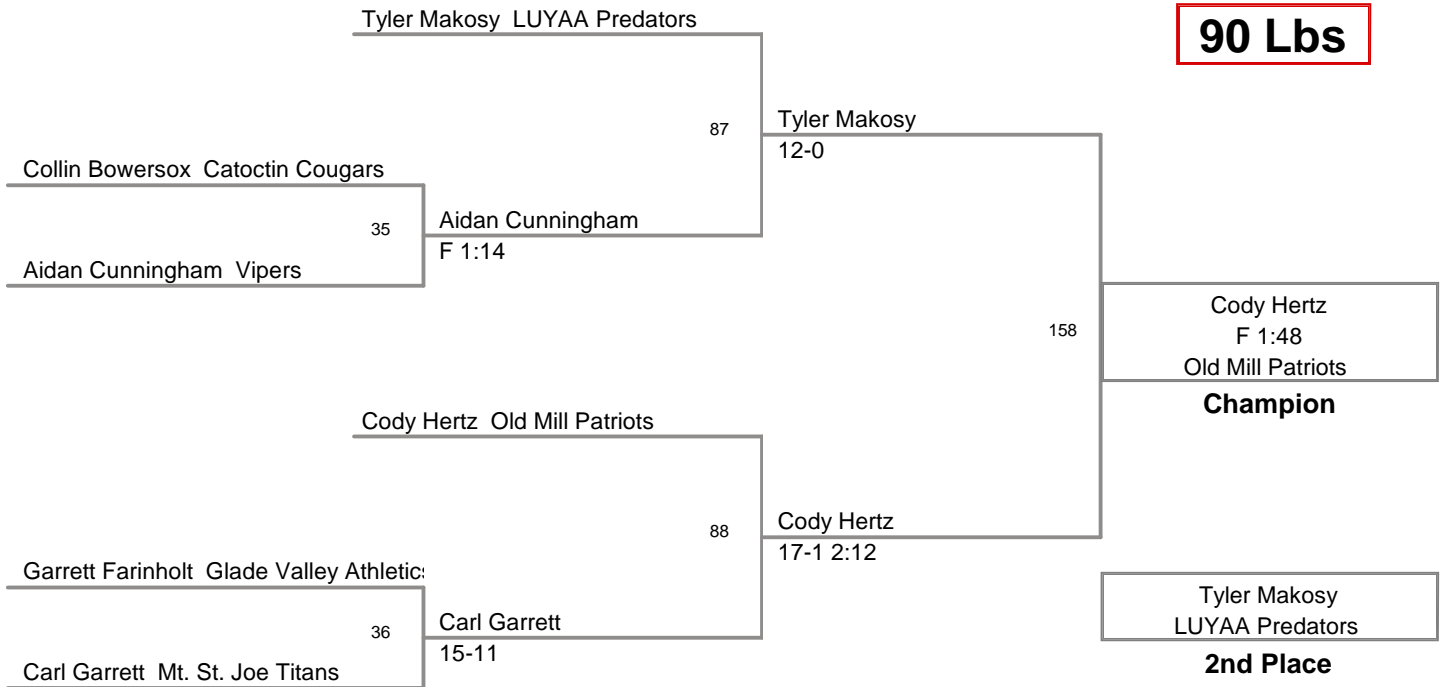 Tyler Makosy LUYAA Predators
90 Lbs
87
Tyler Makosy
12-0
Collin Bowersox Catoctin Cougars
35
Aidan Cunningham
F 1:14
Aidan Cunningham Vipers
158
Cody Hertz
F 1:48
Old Mill Patriots
Champion
Cody Hertz Old Mill Patriots
88
Cody Hertz
17-1 2:12
Garrett Farinholt Glade Valley Athletics
36
Carl Garrett
15-11
Carl Garrett Mt. St. Joe Titans
Tyler Makosy
LUYAA Predators
2nd Place